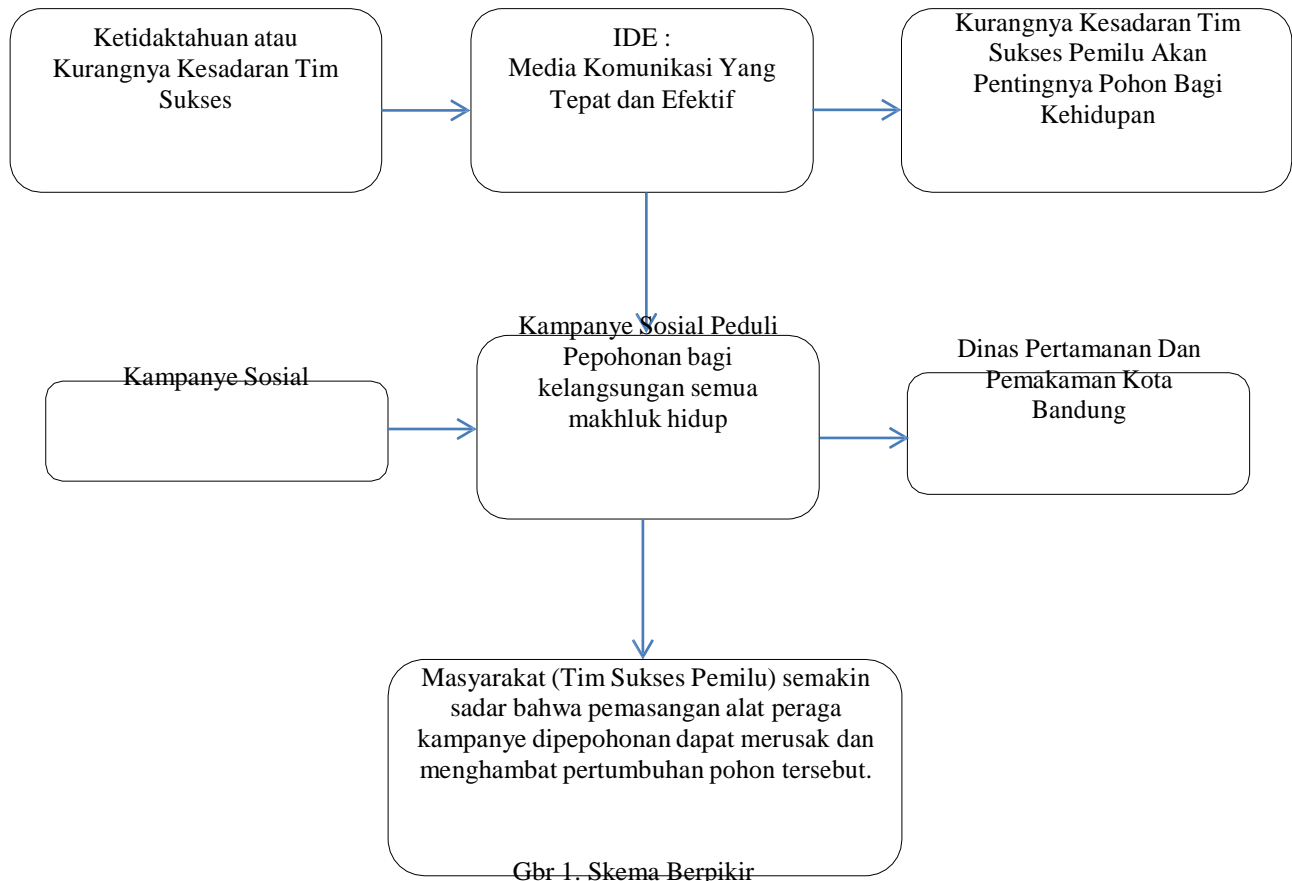 Ketidaktahuan atau
Kurangnya Kesadaran Tim
Sukses
IDE :
Media Komunikasi Yang
Tepat dan Efektif
Kurangnya Kesadaran Tim
Sukses Pemilu Akan
Pentingnya Pohon Bagi
Kehidupan
Kampanye Sosial
Kampanye Sosial Peduli
Pepohonan bagi
kelangsungan semua
makhluk hidup
Dinas Pertamanan Dan
Pemakaman Kota
Bandung
Masyarakat (Tim Sukses Pemilu) semakin
sadar bahwa pemasangan alat peraga
kampanye dipepohonan dapat merusak dan
menghambat pertumbuhan pohon tersebut.
Gbr 1. Skema Berpikir